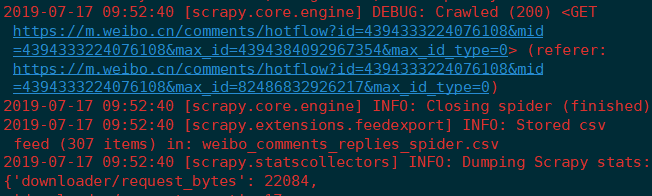 2019-07-17 09:52:40 [scrapy.core.engine] DEBUG: Crawled (200) <GET
https://m.weibo.cn/comments/hotflow?id=4394333224076108&mid
=4394333224076108&max_id=4394384092967354&max_id_type=0> (referer:
https://m.weibo.cn/comments/hotflow?id=4394333224076108&mid
=4394333224076108&max_id=82486832926217&max_id_type=0)
2019-07-17 09:52:40 [scrapy.core.engine] INFO: Closing spider (finished)
2019-07-17 09:52:40 [scrapy.extensions.feedexport] INFO: Stored csv
feed (307 items) in: weibo_comments_replies_spider.csv
2019-07-17 09:52:40 [scrapy.statscollectors] INFO: Dumping Scrapy stats:
{'downloader/request_bytes': 22084,